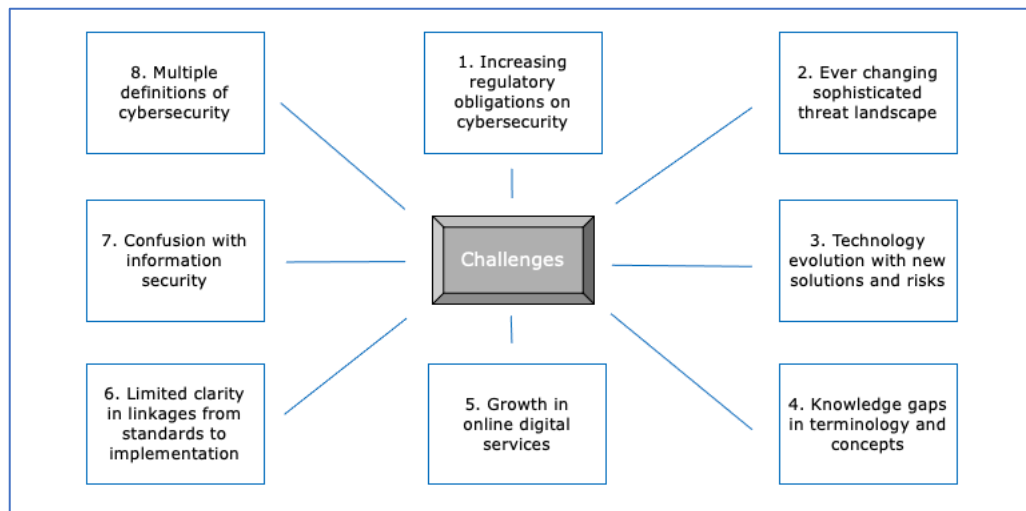 8. Multiple
definitions of
cybersecurity
1. Increasing
regulatory
obligations on
cybersecurity
2. Ever changing
sophisticated
threat landscape
7. Confusion with
information
security
Challenges
3. Technology
evolution with new
solutions and risks
6. Limited clarity
in linkages from
standards to
implementation
5. Growth in
online digital
services
4. Knowledge gaps
in terminology and
concepts